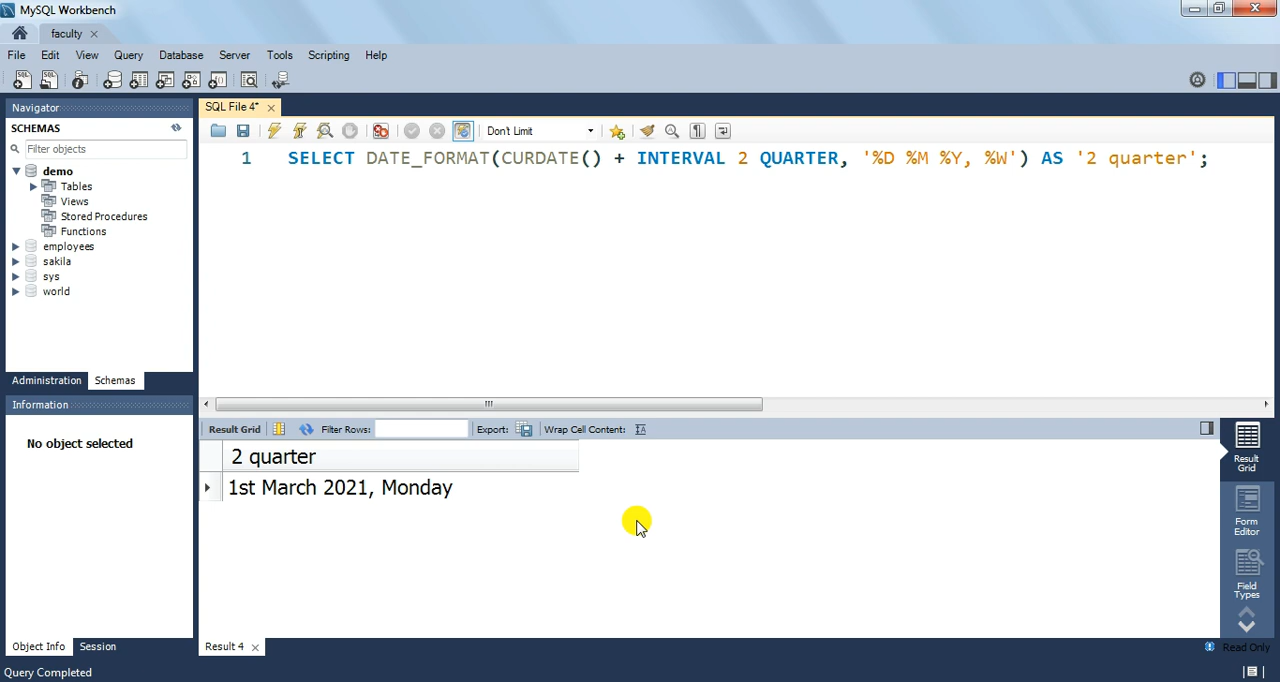 MySQL Workbench
faculty
File Edit View Query Database Server Tools Scripting Help
Navigator
SCHEMAS
Filter objects
demo
Tables
Views
Stored Procedures
Functions
employees
sakila
sys
world
Administration Schemas
Information
No object selected
Object Info Session
SQL File 4*
Don't Limit
1 SELECT DATE_FORMAT(CURDATE() + INTERVAL 2 QUARTER, '%D %M %Y, %W') AS '2 quarter';
Result Grid Filter Rows: Export: Wrap Cell Content:
2 quarter
1st March 2021, Monday
Result
Grid
Form
Editor
Field
Types
Result 4
Read Only
Query Completed